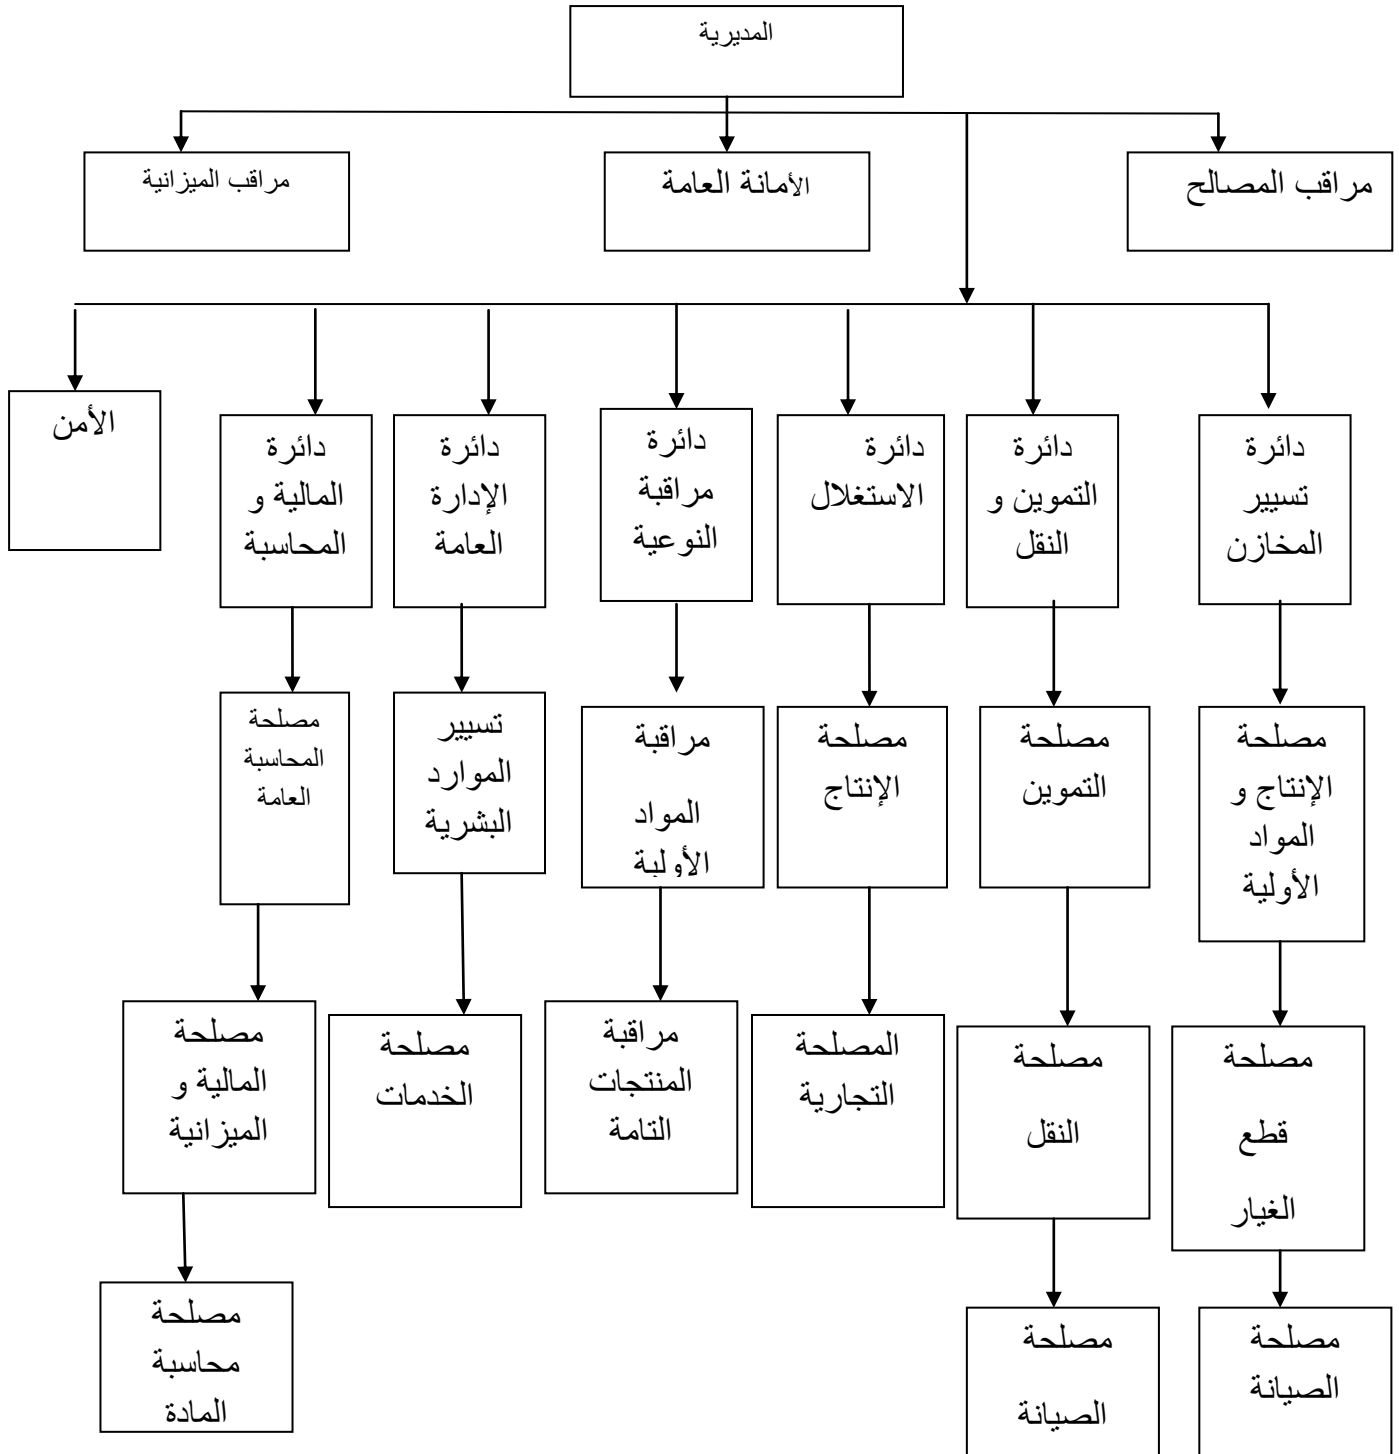 المديرية
مراقب المصالح
الأمانة العامة
مراقب الميزانية
دائرة
تسيير
المخازن
دائرة
التموين و
النقل
دائرة
الاستغلال
دائرة
مراقبة
النوعية
دائرة
الإدارة
العامة
دائرة
المالية و
المحاسبة
الأمن
مصلحة
الإنتاج و
المواد
الأولية
مصلحة
التموين
مصلحة
الإنتاج
مراقبة
المواد
الأولية
تسيير
الموارد
البشرية
مصلحة
المحاسبة
العامة
مصلحة
قطع
الغيار
مصلحة
النقل
المصلحة
التجارية
مراقبة
المنتجات
التامة
مصلحة
الخدمات
مصلحة
المالية و
الميزانية
مصلحة
الصيانة
مصلحة
الصيانة
مصلحة
محاسبة
المادة